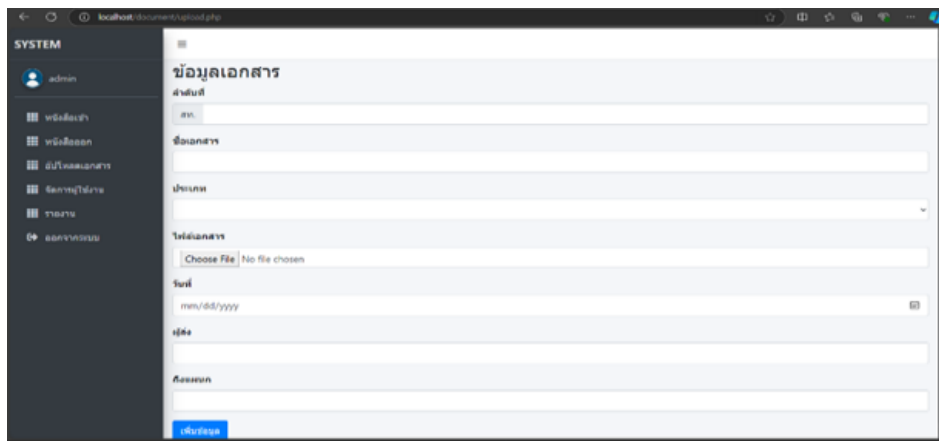 localhost/document/upload.php
SYSTEM
admin
หนังสือเข้า
หนังสือออก
อัปโหลดเอกสาร
จัดการผู้ใช้งาน
รายงาน
ออกจากระบบ
ข้อมูลเอกสาร
ลำดับที่
สท.
ชื่อเอกสาร
ประเภท
ไฟล์เอกสาร
Choose File No file chosen
วันที่
mm/dd/yyyy
ผู้ส่ง
ถึงแผนก
เพิ่มข้อมูล